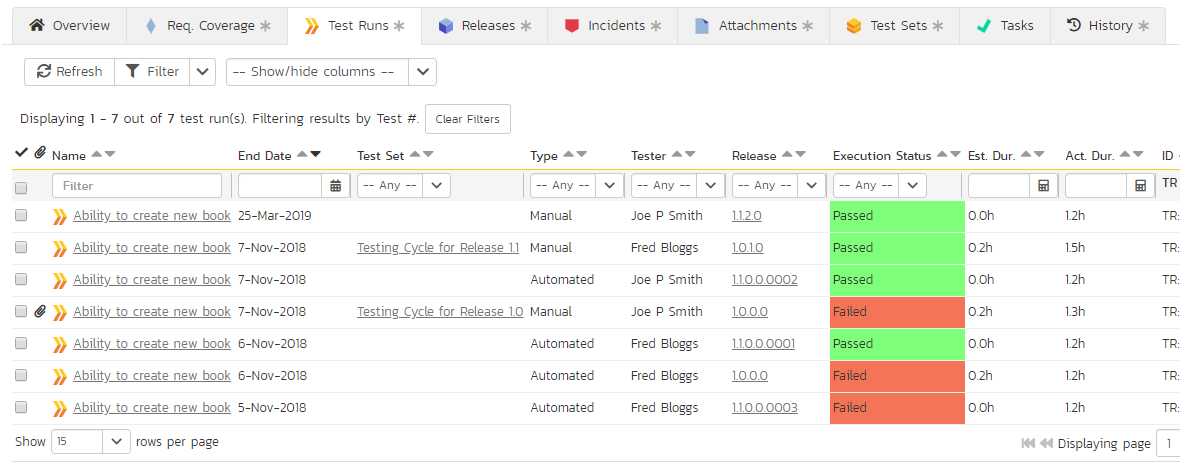 Overview Req. Coverage * Test Runs * Releases * Incidents * Attachments * Test Sets * Tasks History *
Refresh Filter -- Show/hide columns --
Displaying 1 - 7 out of 7 test run(s). Filtering results by Test #. Clear Filters
Name End Date Test Set Type Tester Release Execution Status Est. Dur. Act. Dur. ID
Filter -- Any -- -- Any -- -- Any -- -- Any -- -- Any -- TR
Ability to create new book 25-Mar-2019 Manual Joe P Smith 1.1.2.0 Passed 0.0h 1.2h TR:
Ability to create new book 7-Nov-2018 Testing Cycle for Release 1.1 Manual Fred Bloggs 1.0.1.0 Passed 0.2h 1.5h TR:
Ability to create new book 7-Nov-2018 Automated Joe P Smith 1.1.0.0.0002 Passed 0.0h 1.2h TR:
Ability to create new book 7-Nov-2018 Testing Cycle for Release 1.0 Manual Joe P Smith 1.0.0.0 Failed 0.2h 1.3h TR:
Ability to create new book 6-Nov-2018 Automated Fred Bloggs 1.1.0.0.0001 Passed 0.0h 1.2h TR:
Ability to create new book 6-Nov-2018 Automated Fred Bloggs 1.0.0.0 Failed 0.2h 1.2h TR:
Ability to create new book 5-Nov-2018 Automated Fred Bloggs 1.1.0.0.0003 Failed 0.0h 1.2h TR:
Show 15 rows per page Displaying page 1